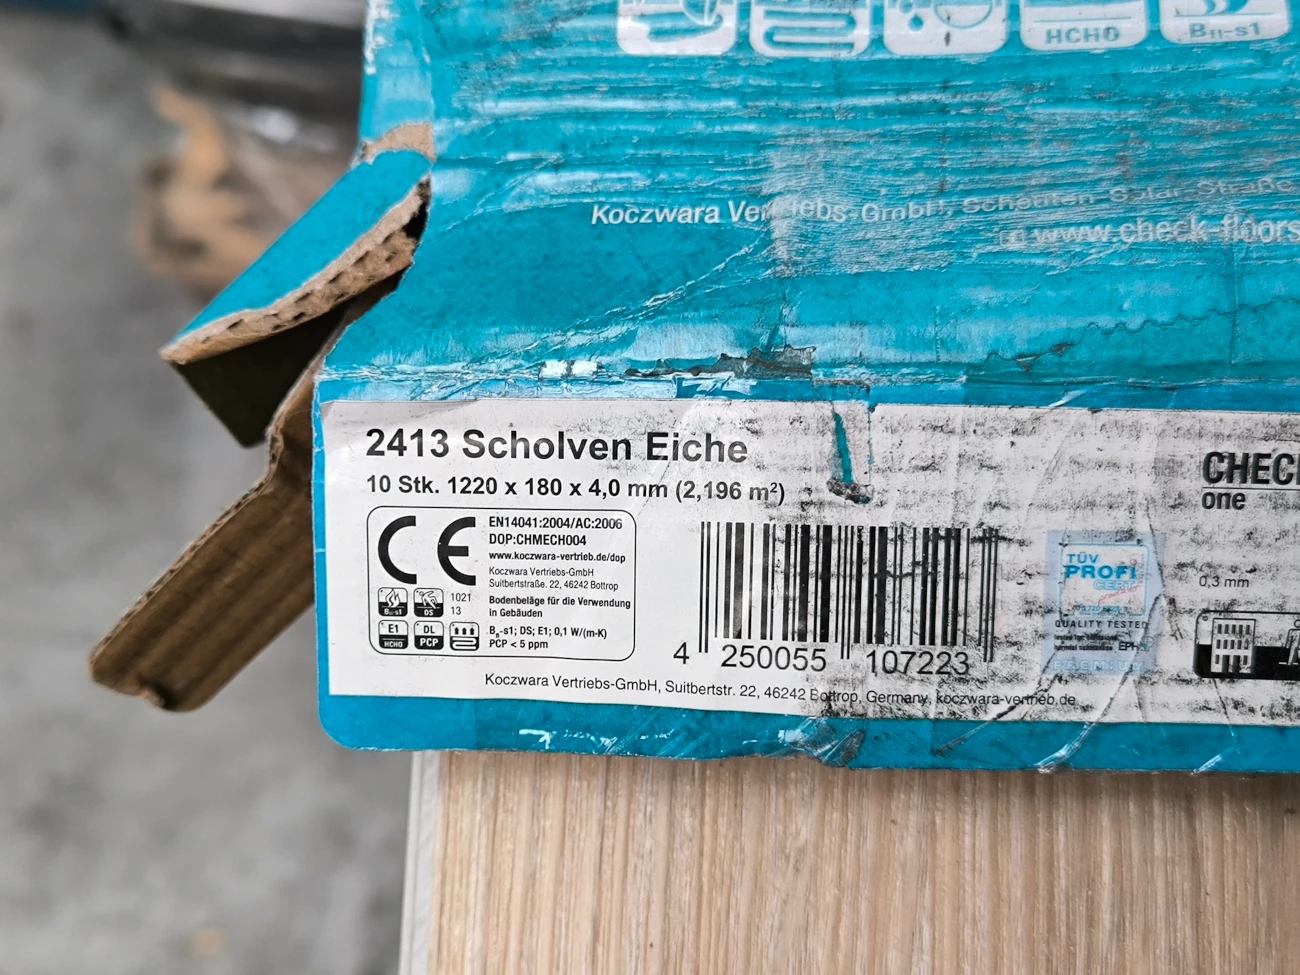 HCHO
Bfl-s1
Koczwara Vertriebs-GmbH, Scholten-Solar-Straße
www.check-floors
2413 Scholven Eiche
10 Stk. 1220 x 180 x 4,0 mm (2,196 m²)
CHEC
one
CE
EN14041:2004/AC:2006
DOP:CHMECH004
www.koczwara-vertrieb.de/dop
Koczwara Vertriebs-GmbH
Suitbertstraße. 22, 46242 Bottrop
Bfl-s1
DS
1021
13
Bodenbeläge für die Verwendung
in Gebäuden
E1
HCHO
DL
PCP
Bfl-s1; DS; E1; 0,1 W/(m·K)
PCP < 5 ppm
4 250055 107223
TÜV
PROFI
CERT
QUALITY TESTED
PREMIUM
0,3 mm
Koczwara Vertriebs-GmbH, Suitbertstr. 22, 46242 Bottrop, Germany, koczwara-vertrieb.de